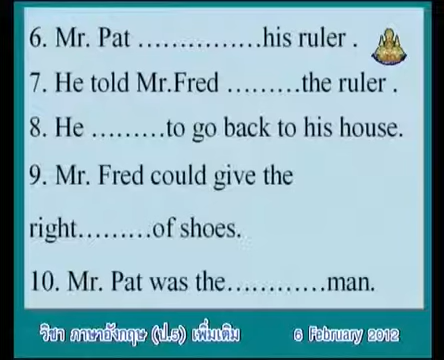 6. Mr. Pat ……………his ruler .
7. He told Mr.Fred ………the ruler .
8. He ………to go back to his house.
9. Mr. Fred could give the
right………of shoes.
10. Mr. Pat was the…………man.
วิชา ภาษาอังกฤษ (ป.5) เพิ่มเติม 6 February 2012